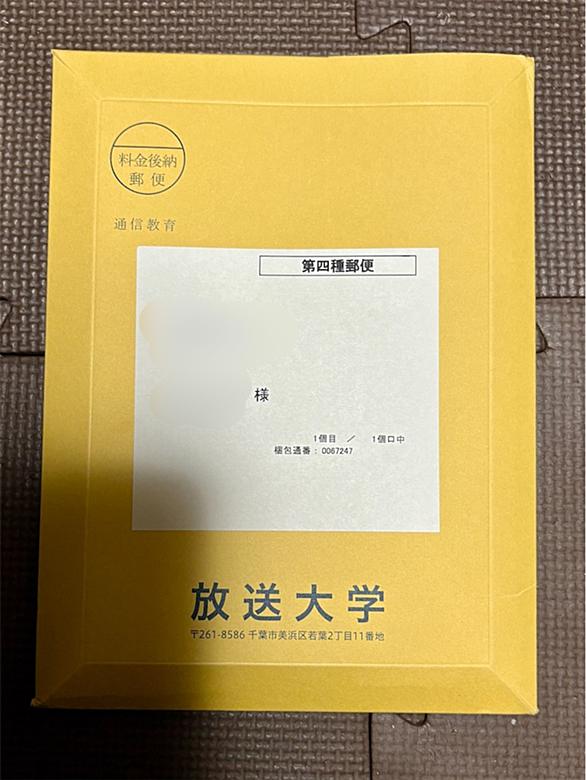 料金後納
郵便
通信教育
第四種郵便
様
1個目 / 1個口中
梱包通番：0067247
放送大学
〒261-8586 千葉市美浜区若葉2丁目11番地